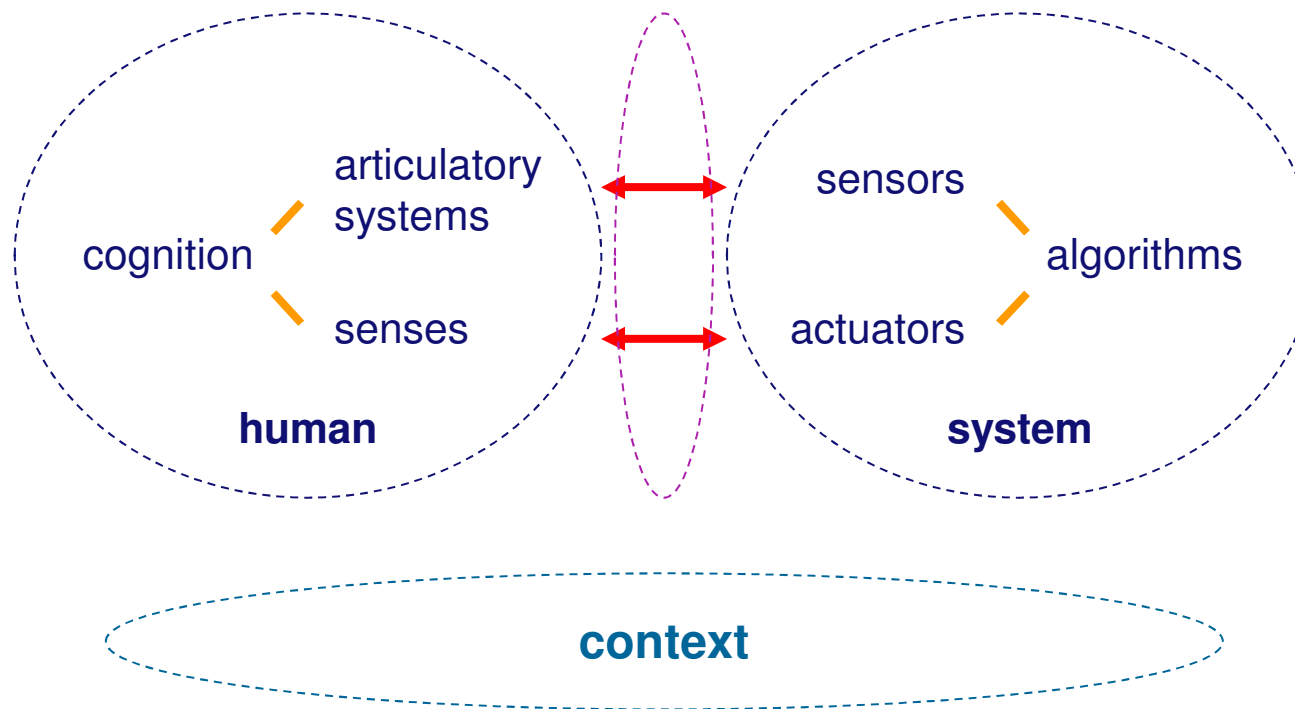 articulatory
systems
cognition
senses
human
sensors
algorithms
actuators
system
context